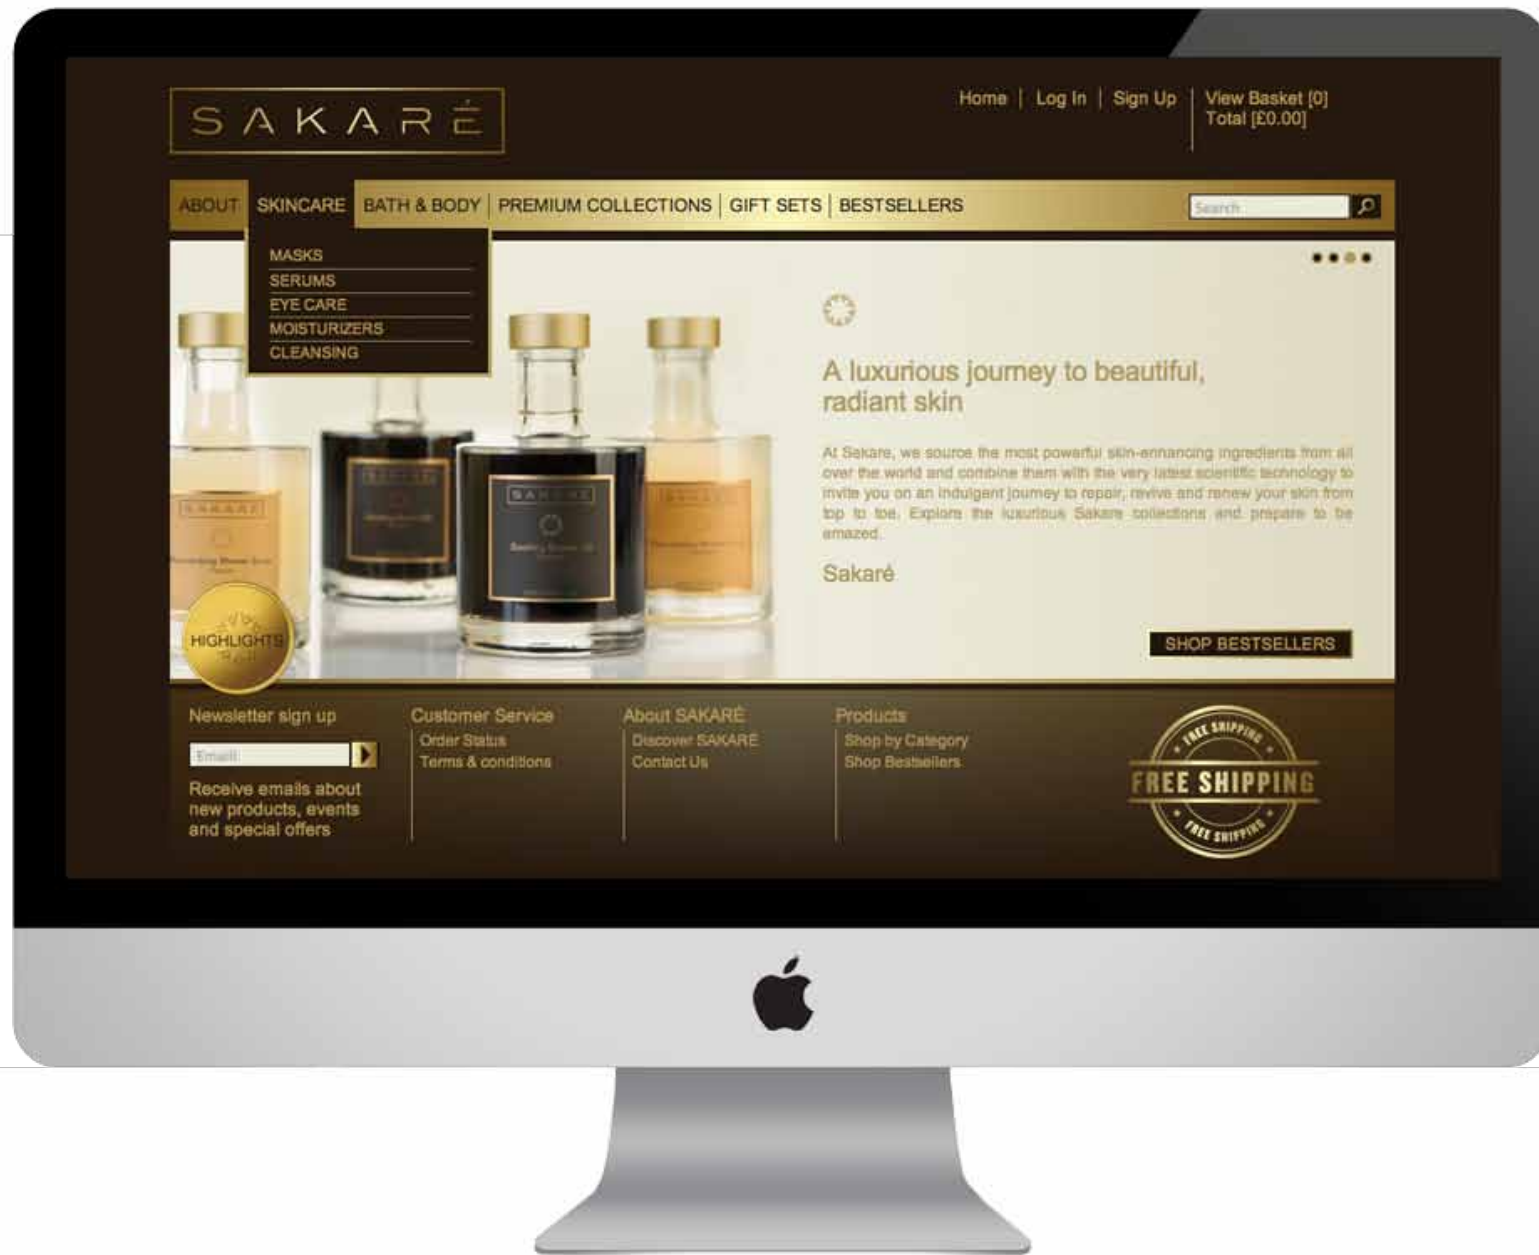 SAKARÉ
Home | Log In | Sign Up
View Basket [0]
Total [£0.00]
ABOUT
SKINCARE
BATH & BODY | PREMIUM COLLECTIONS | GIFT SETS | BESTSELLERS
Search
MASKS
SERUMS
EYE CARE
MOISTURIZERS
CLEANSING
A luxurious journey to beautiful,
radiant skin
At Sakare, we source the most powerful skin-enhancing ingredients from all
over the world and combine them with the very latest scientific technology to
invite you on an indulgent journey to repair, revive and renew your skin from
top to toe. Explore the luxurious Sakare collections and prepare to be
amazed.
Sakaré
SHOP BESTSELLERS
SAKARÉ
SAKARÉ
SAKARÉ
HIGHLIGHTS
Newsletter sign up
Email
Receive emails about
new products, events
and special offers
Customer Service
Order Status
Terms & conditions
About SAKARÉ
Discover SAKARE
Contact Us
Products
Shop by Category
Shop Bestsellers
FREE SHIPPING
FREE SHIPPING
FREE SHIPPING